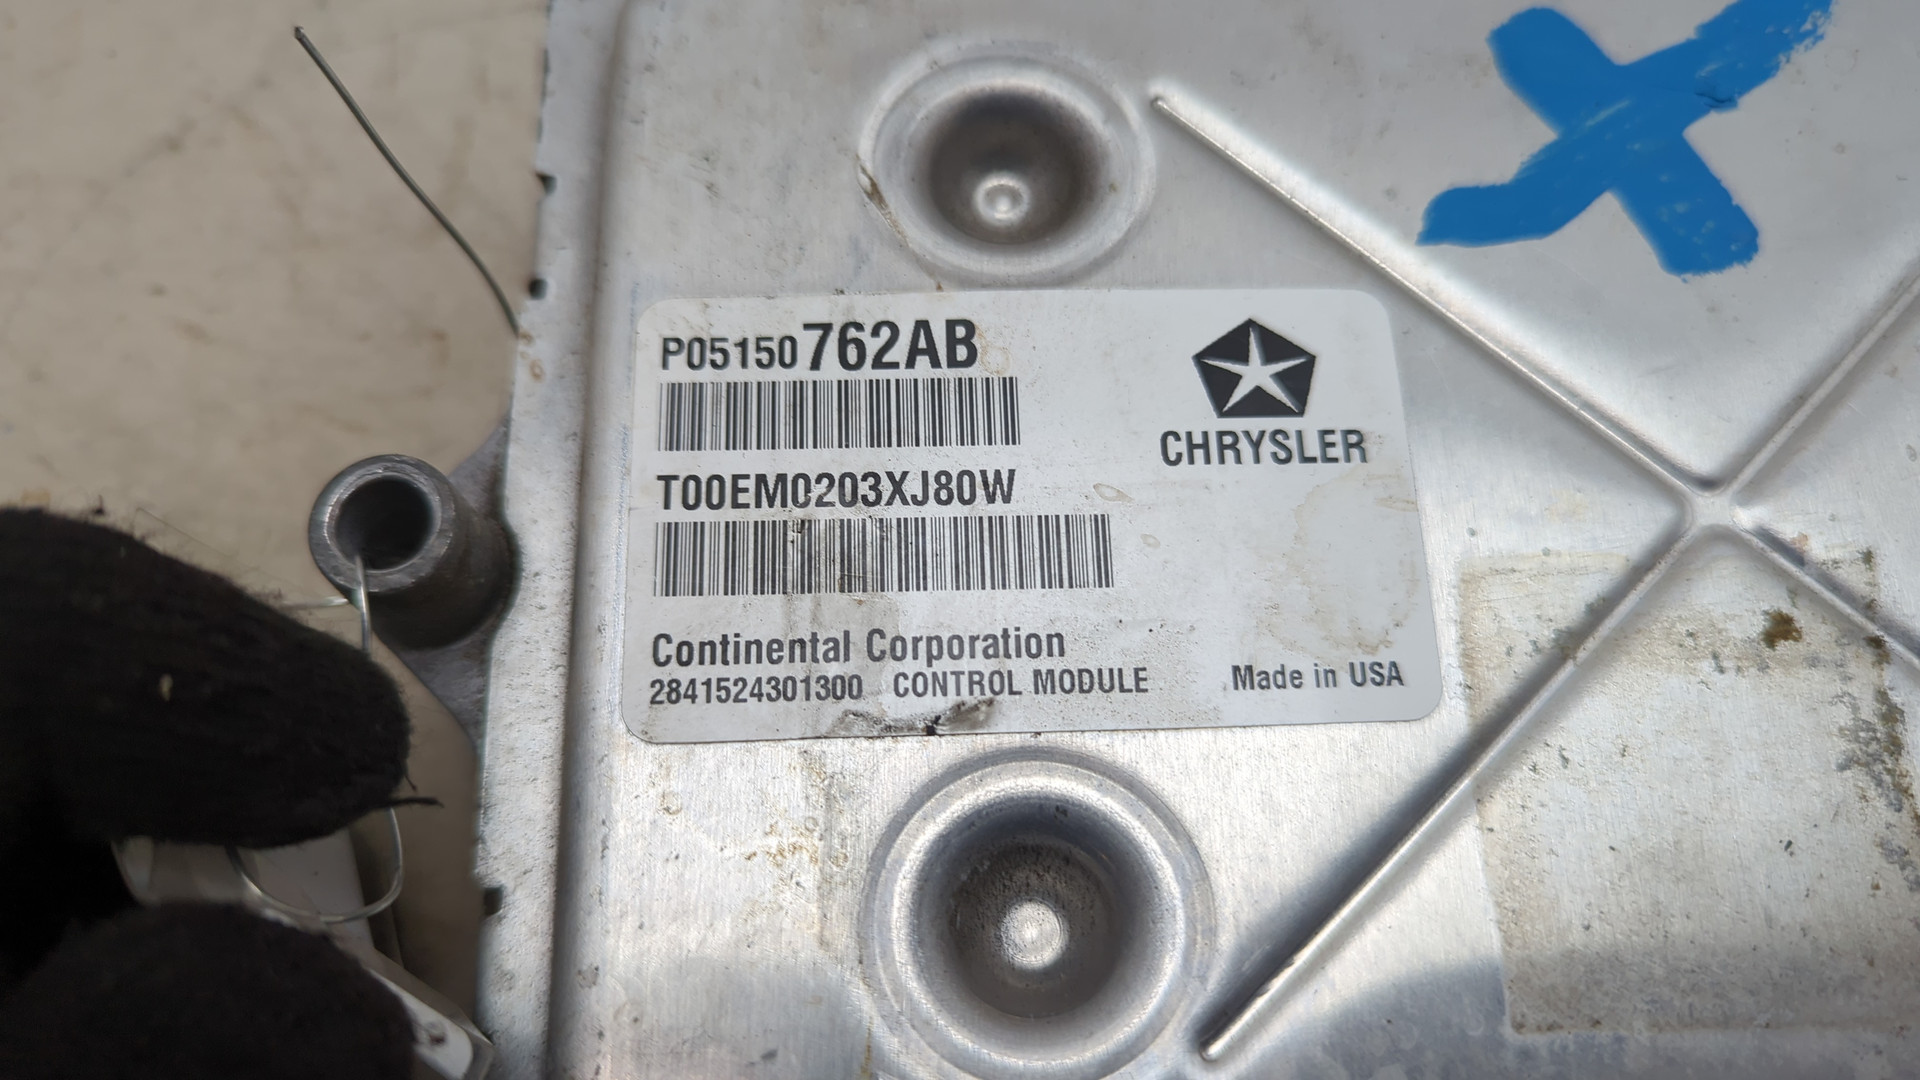 P05150762AB
CHRYSLER
T00EM0203XJ80W
Continental Corporation
2841524301300 CONTROL MODULE
Made in USA
X